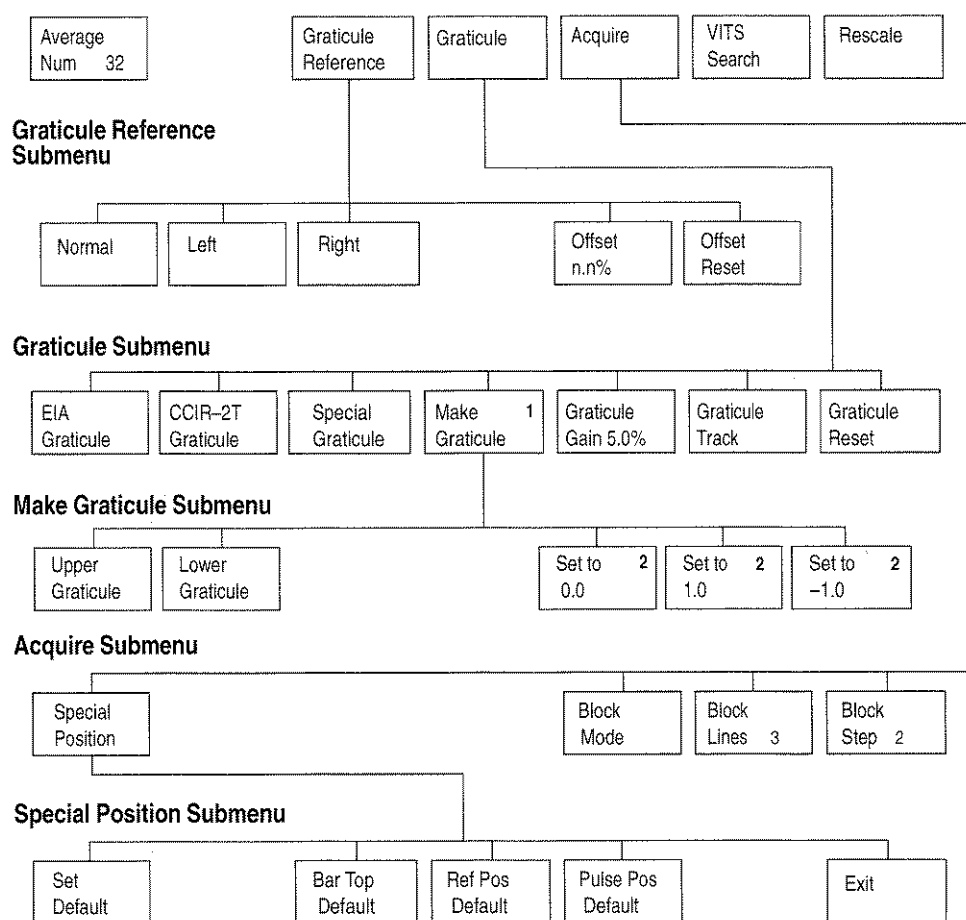 Average
Num 32
Graticule
Reference
Graticule
Acquire
VITS
Search
Rescale
Graticule Reference
Submenu
Normal
Left
Right
Offset
n.n%
Offset
Reset
Graticule Submenu
EIA
Graticule
CCIR–2T
Graticule
Special
Graticule
Make 1
Graticule
Graticule
Gain 5.0%
Graticule
Track
Graticule
Reset
Make Graticule Submenu
Upper
Graticule
Lower
Graticule
Set to 2
0.0
Set to 2
1.0
Set to 2
–1.0
Acquire Submenu
Special
Position
Block
Mode
Block
Lines 3
Block
Step 2
Special Position Submenu
Set
Default
Bar Top
Default
Ref Pos
Default
Pulse Pos
Default
Exit